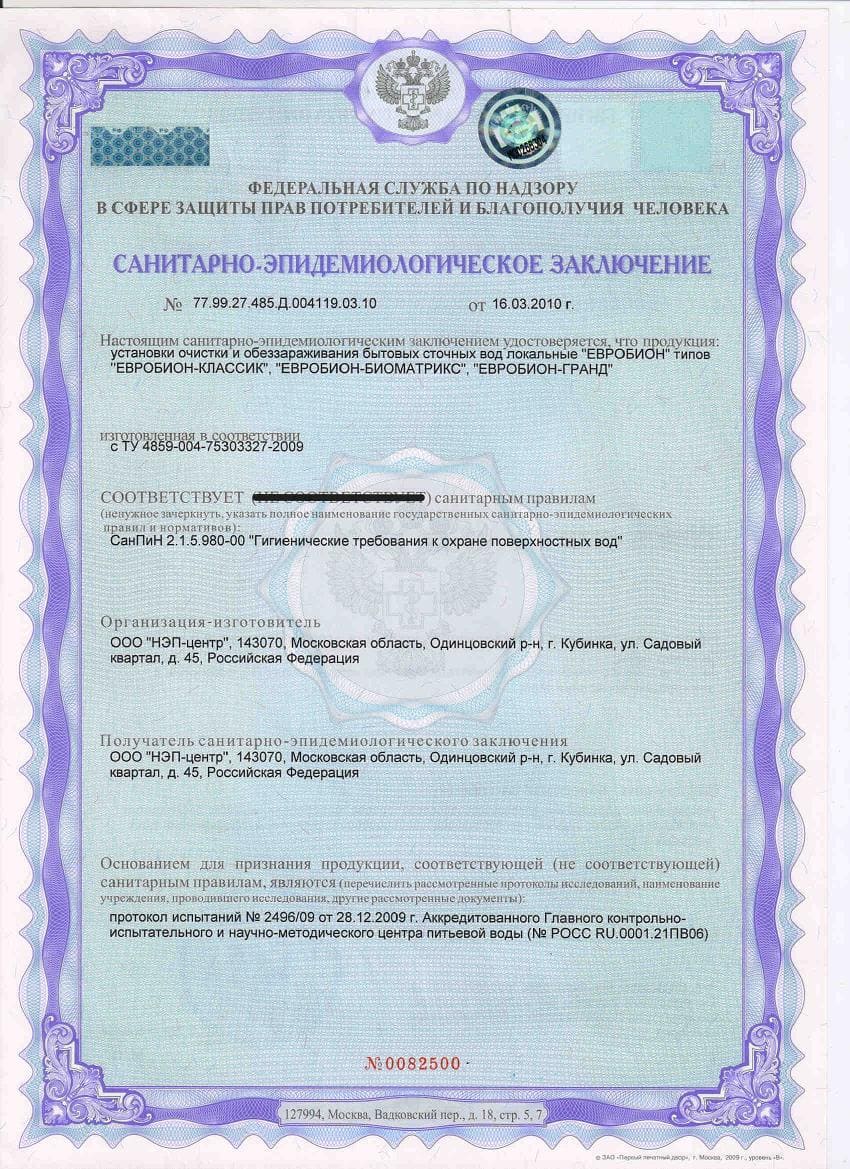 ФЕДЕРАЛЬНАЯ СЛУЖБА ПО НАДЗОРУ
В СФЕРЕ ЗАЩИТЫ ПРАВ ПОТРЕБИТЕЛЕЙ И БЛАГОПОЛУЧИЯ ЧЕЛОВЕКА
САНИТАРНО-ЭПИДЕМИОЛОГИЧЕСКОЕ ЗАКЛЮЧЕНИЕ
№ 77.99.27.485.Д.004119.03.10 от 16.03.2010 г.
Настоящим санитарно-эпидемиологическим заключением удостоверяется, что продукция:
установки очистки и обеззараживания бытовых сточных вод локальные "ЕВРОБИОН" типов
"ЕВРОБИОН-КЛАССИК", "ЕВРОБИОН-БИОМАТРИКС", "ЕВРОБИОН-ГРАНД"
изготовленная в соответствии
с ТУ 4859-004-75303327-2009
СООТВЕТСТВУЕТ (НЕ СООТВЕТСТВУЕТ) санитарным правилам
(ненужное зачеркнуть, указать полное наименование государственных санитарно-эпидемиологических
правил и нормативов):
СанПиН 2.1.5.980-00 "Гигиенические требования к охране поверхностных вод"
Организация-изготовитель
ООО "НЭП-центр", 143070, Московская область, Одинцовский р-н, г. Кубинка, ул. Садовый
квартал, д. 45, Российская Федерация
Получатель санитарно-эпидемиологического заключения
ООО "НЭП-центр", 143070, Московская область, Одинцовский р-н, г. Кубинка, ул. Садовый
квартал, д. 45, Российская Федерация
Основанием для признания продукции, соответствующей (не соответствующей)
санитарным правилам, являются (перечислить рассмотренные протоколы исследований, наименование
учреждения, проводившего исследования, другие рассмотренные документы):
протокол испытаний № 2496/09 от 28.12.2009 г. Аккредитованного Главного контрольно-
испытательного и научно-методического центра питьевой воды (№ РОСС RU.0001.21ПВ06)
№0082500
127994, Москва, Вадковский пер., д. 18, стр. 5, 7
© ЗАО «Первый печатный двор», г. Москва, 2009 г., уровень «В».